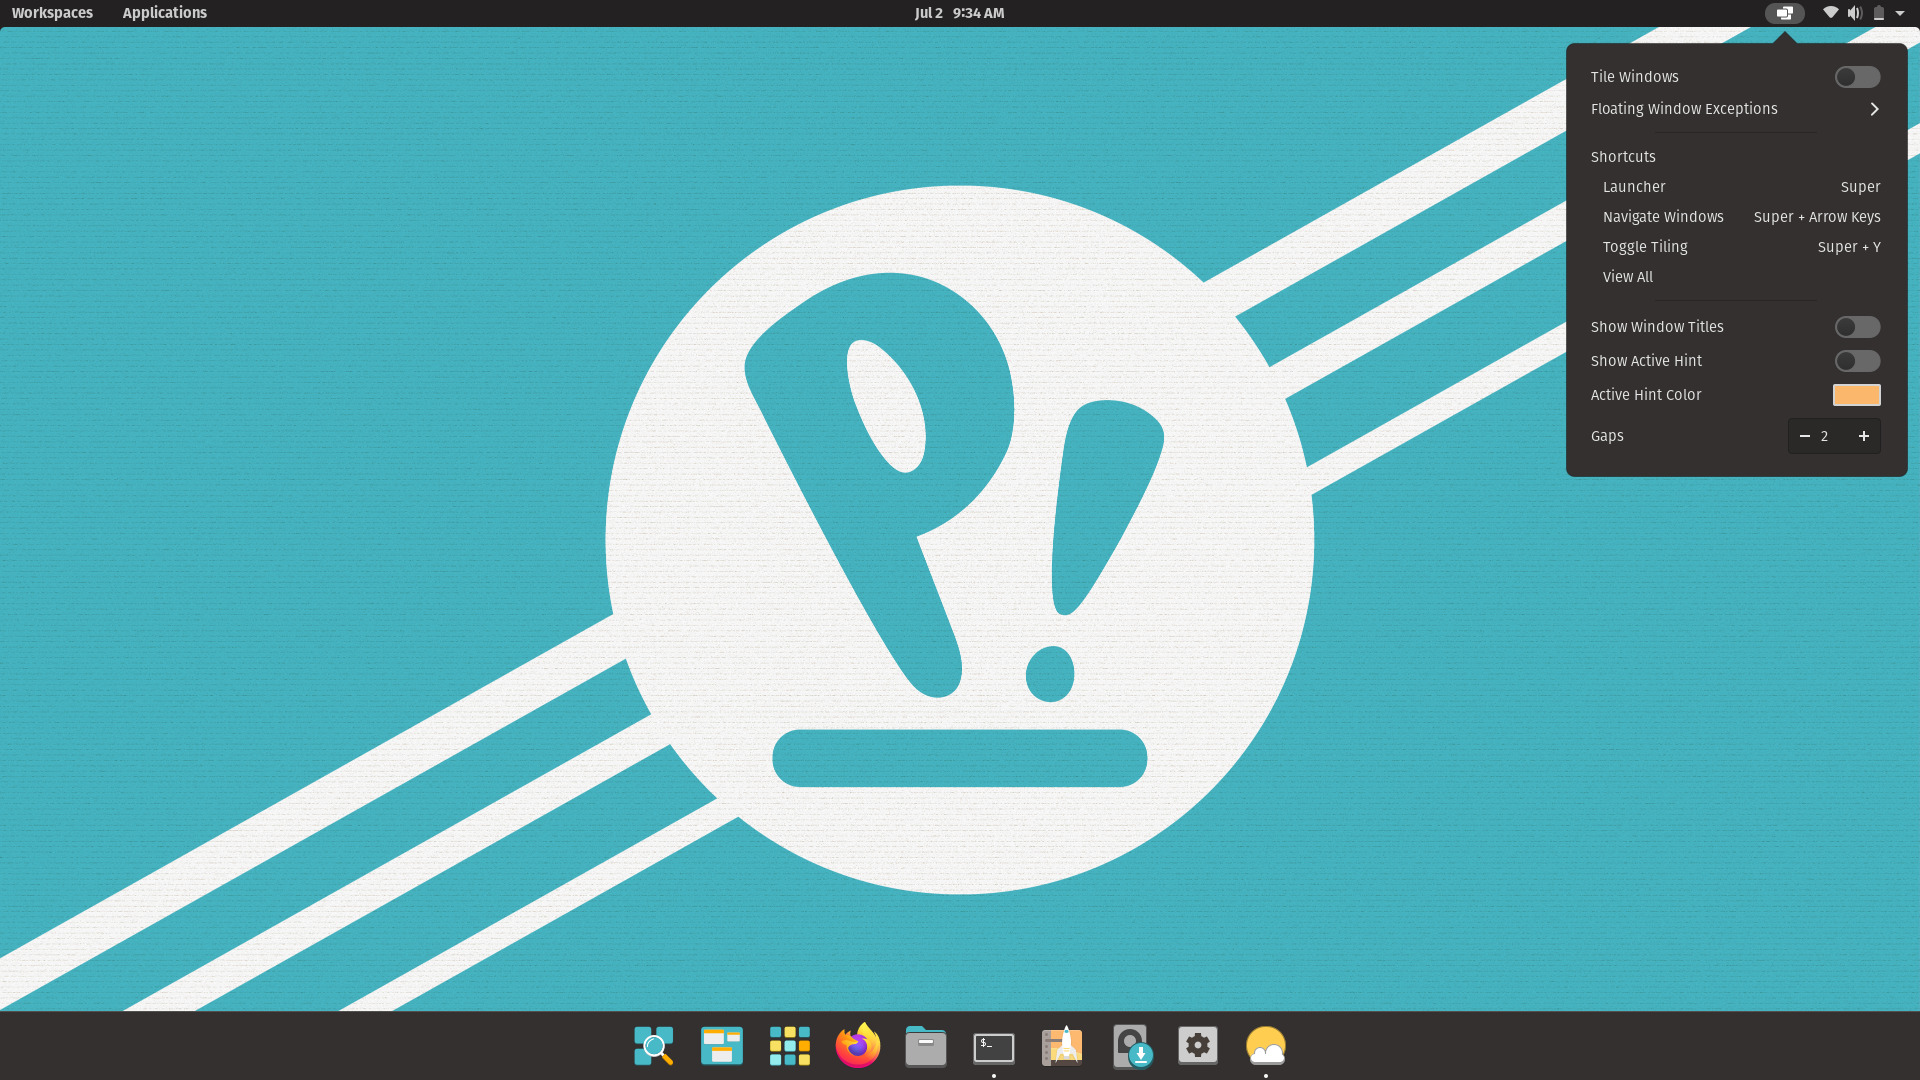 Workspaces Applications Jul 2 9:34 AM
Tile Windows
Floating Window Exceptions
Shortcuts
Launcher Super
Navigate Windows Super + Arrow Keys
Toggle Tiling Super + Y
View All
Show Window Titles
Show Active Hint
Active Hint Color
Gaps − 2 +
P!
$_